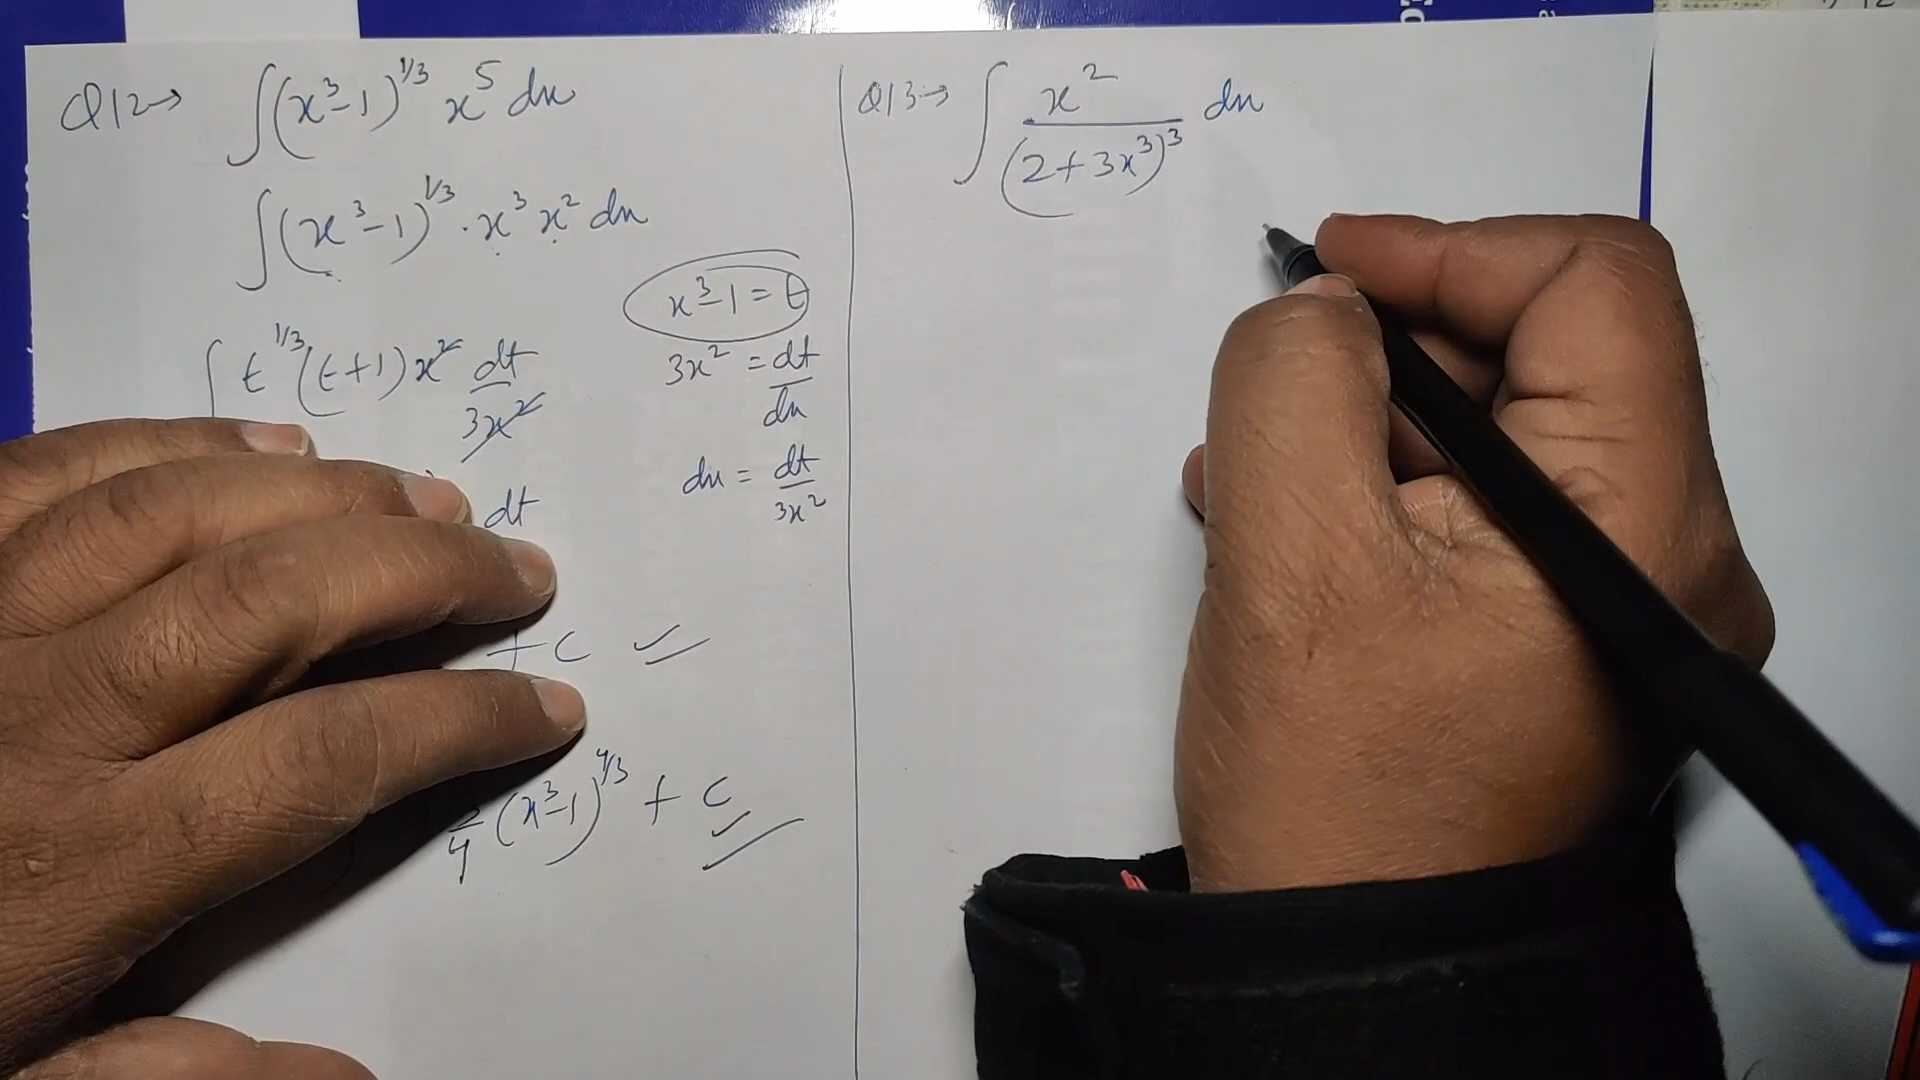 Q12→ ∫(x³-1)^1/3 x⁵ dx
∫(x³-1)^1/3 . x³ x² dx
x³-1 = t
∫ t^1/3 (t+1) x² dt/3x²
3x² = dt/dx
dx = dt/3x²
dt
+ c
(x³-1)^4/3 + c
Q13→ ∫ x²/(2+3x³)³ dx